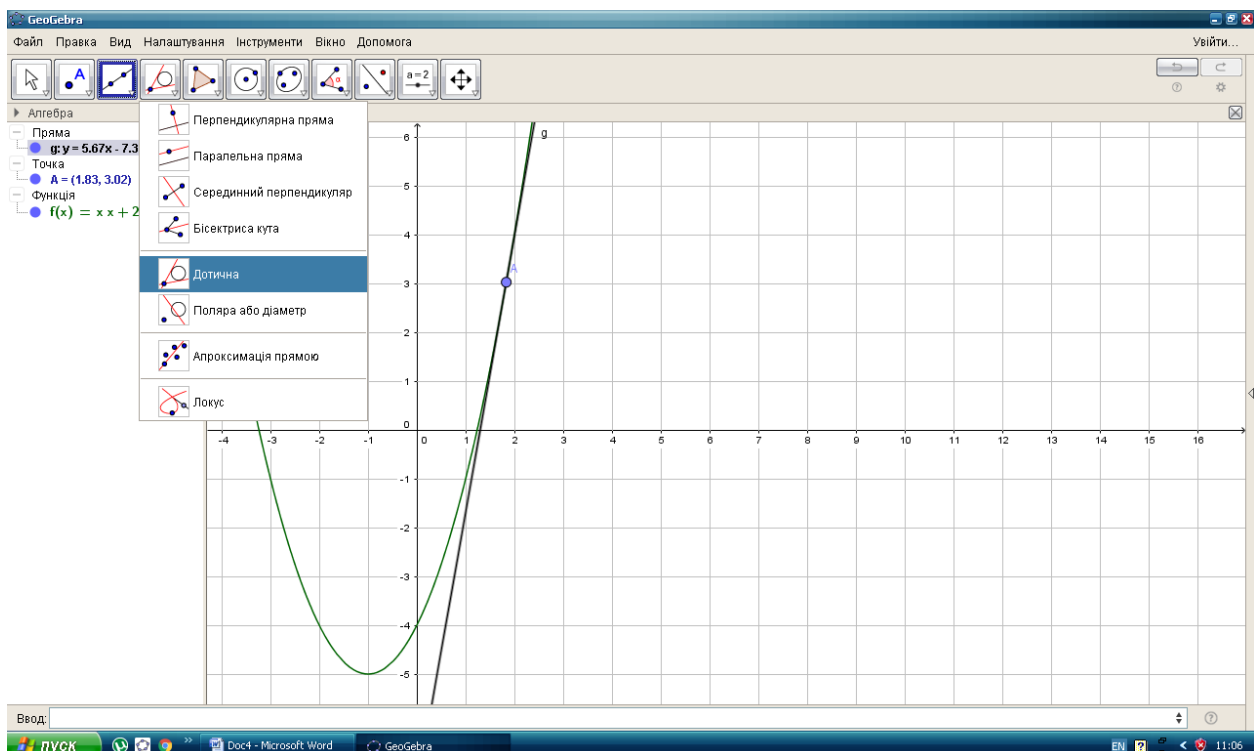 GeoGebra
Файл Правка Вид Налаштування Інструменти Вікно Допомога Увійти...
A a=2
Алгебра
Пряма
g: y = 5.67x - 7.3
Точка
A = (1.83, 3.02)
Функція
f(x) = x x + 2
Перпендикулярна пряма
Паралельна пряма
Серединний перпендикуляр
Бісектриса кута
Дотична
Поляра або діаметр
Апроксимація прямою
Локус
g
6
5
4
A
3
2
1
0
-4 -3 -2 -1 0 1 2 3 4 5 6 7 8 9 10 11 12 13 14 15 16
-1
-2
-3
-4
-5
Ввод:
пуск Doc4 - Microsoft Word GeoGebra EN 11:06